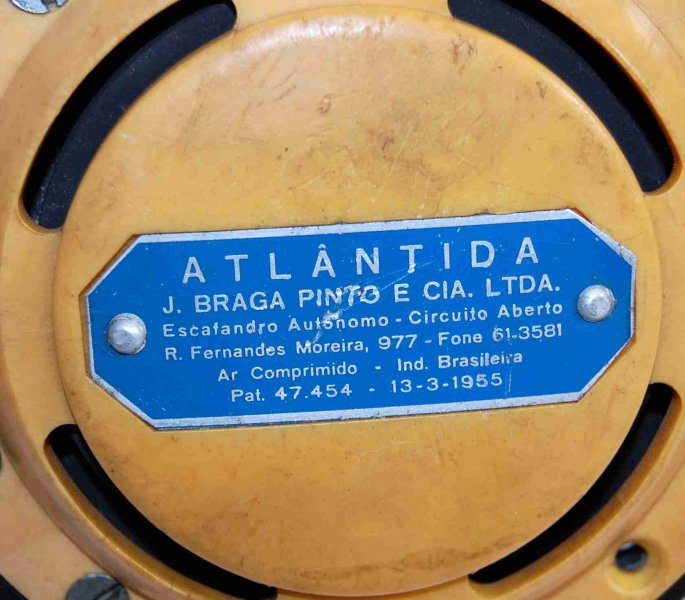 ATLÂNTIDA
J. BRAGA PINTO E CIA. LTDA.
Escafandro Autônomo - Circuito Aberto
R. Fernandes Moreira, 977 - Fone 61-3581
Ar Comprimido - Ind. Brasileira
Pat. 47.454 - 13-3-1955